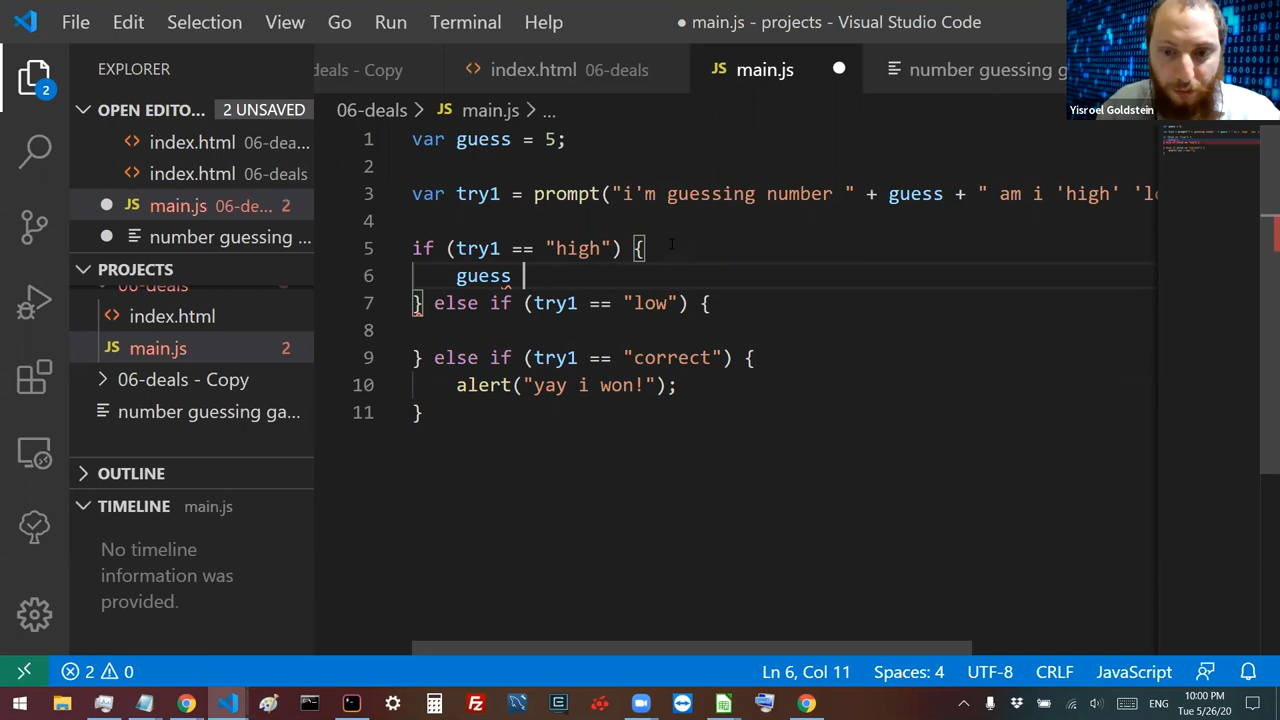 File Edit Selection View Go Run Terminal Help
● main.js - projects - Visual Studio Code
Yisroel Goldstein
EXPLORER
OPEN EDITO... 2 UNSAVED
index.html 06-dea...
index.html 06-deals
main.js 06-de... 2
number guessing ...
PROJECTS
06-deals
index.html
main.js 2
06-deals - Copy
number guessing ga...
OUTLINE
TIMELINE main.js
No timeline
information was
provided.
2
deals - Copy
index.html 06-deals
JS main.js
number guessing g
06-deals > JS main.js > ...
1 var guess = 5;
2
3 var try1 = prompt("i'm guessing number " + guess + " am i 'high' 'lo
4
5 if (try1 == "high") {
6 guess
7 } else if (try1 == "low") {
8
9 } else if (try1 == "correct") {
10 alert("yay i won!");
11 }
2 0
Ln 6, Col 11 Spaces: 4 UTF-8 CRLF JavaScript
ENG
10:00 PM
Tue 5/26/20